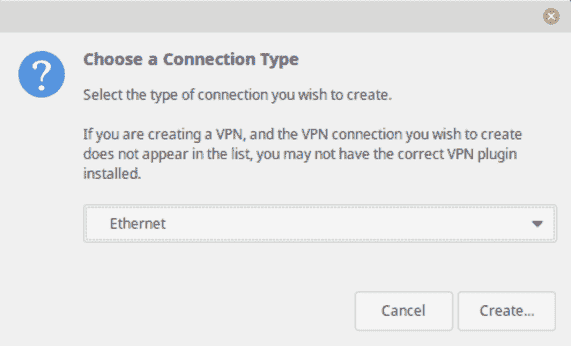 Choose a Connection Type
Select the type of connection you wish to create.
If you are creating a VPN, and the VPN connection you wish to create
does not appear in the list, you may not have the correct VPN plugin
installed.
Ethernet
Cancel
Create...